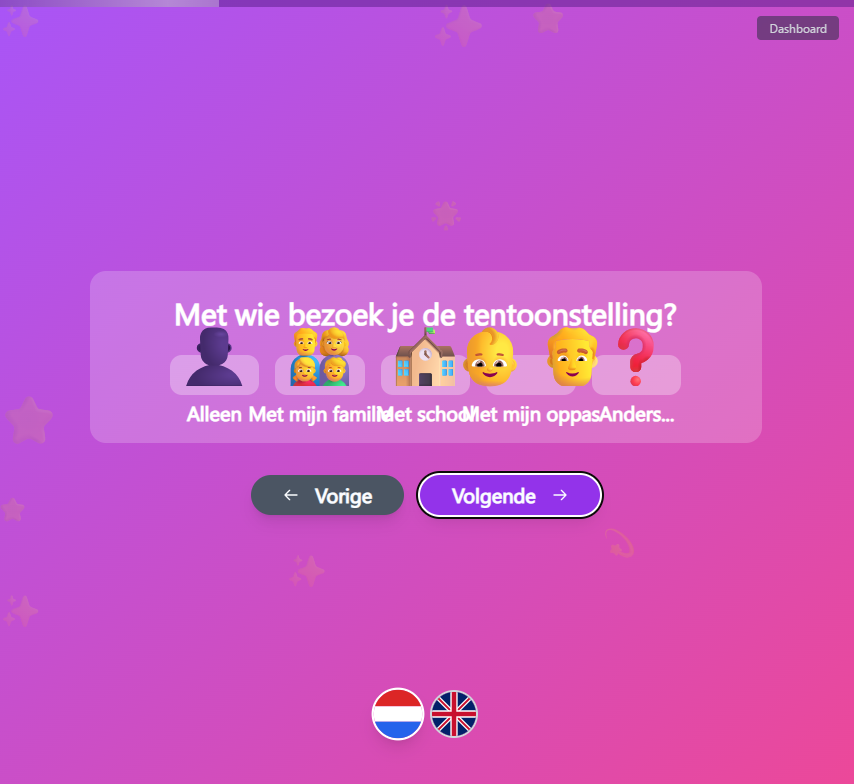 Dashboard
Met wie bezoek je de tentoonstelling?
Alleen
Met mijn familie
Met school
Met mijn oppas
Anders...
← Vorige
Volgende →